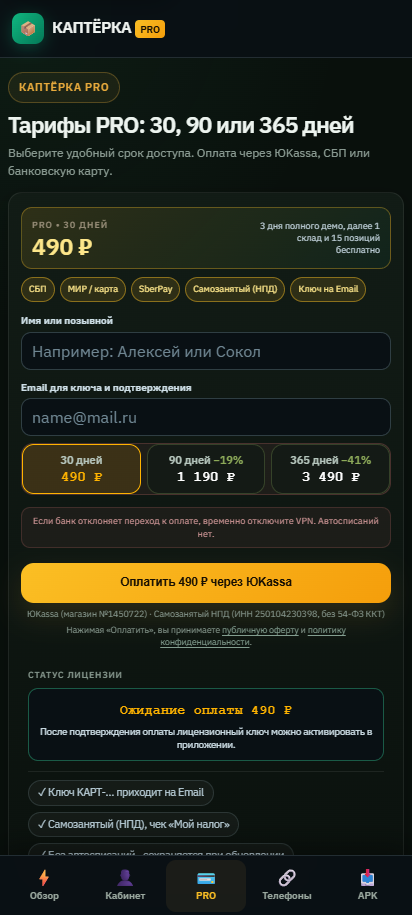 КАПТЁРКА PRO
КАПТЁРКА PRO
Тарифы PRO: 30, 90 или 365 дней
Выберите удобный срок доступа. Оплата через ЮKassa, СБП или
банковскую карту.
PRO • 30 ДНЕЙ
490 ₽
3 дня полного демо, далее 1
склад и 15 позиций
бесплатно
СБП
МИР / карта
SberPay
Самозанятый (НПД)
Ключ на Email
Имя или позывной
Например: Алексей или Сокол
Email для ключа и подтверждения
name@mail.ru
30 дней
490 ₽
90 дней −19%
1 190 ₽
365 дней −41%
3 490 ₽
Если банк отклоняет переход к оплате, временно отключите VPN. Автосписаний
нет.
Оплатить 490 ₽ через ЮKassa
ЮKassa (магазин №1450722) · Самозанятый НПД (ИНН 250104230398, без 54-ФЗ ККТ)
Нажимая «Оплатить», вы принимаете публичную оферту и политику
конфиденциальности.
СТАТУС ЛИЦЕНЗИИ
Ожидание оплаты 490 ₽
После подтверждения оплаты лицензионный ключ можно активировать в
приложении.
✓ Ключ КАРТ-... приходит на Email
✓ Самозанятый (НПД), чек «Мой налог»
✓ Без автосписаний · сохраняется при обновлении
Обзор
Кабинет
PRO
Телефоны
APK